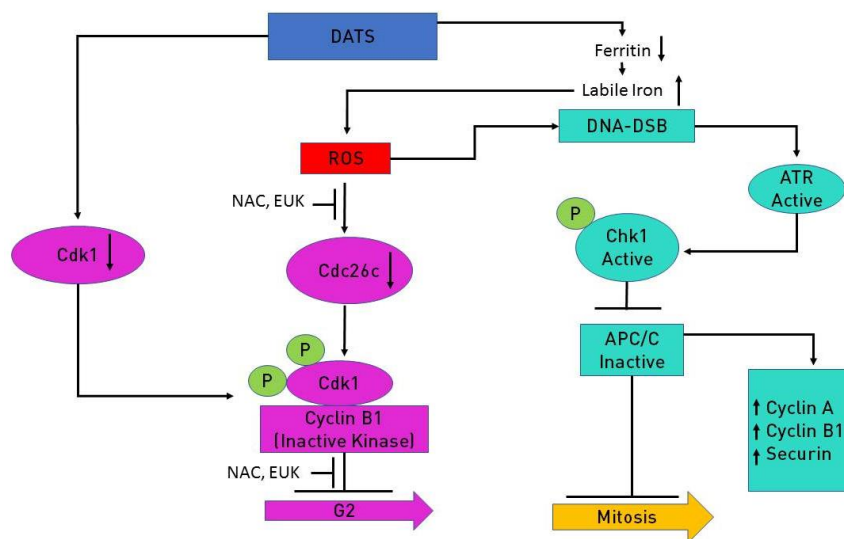 DATS
Ferritin
Labile Iron
DNA-DSB
ROS
ATR
Active
NAC, EUK
P
Chk1
Active
Cdk1
Cdc26c
APC/C
Inactive
P
P
Cdk1
Cyclin A
Cyclin B1
Securin
Cyclin B1
(Inactive Kinase)
NAC, EUK
G2
Mitosis